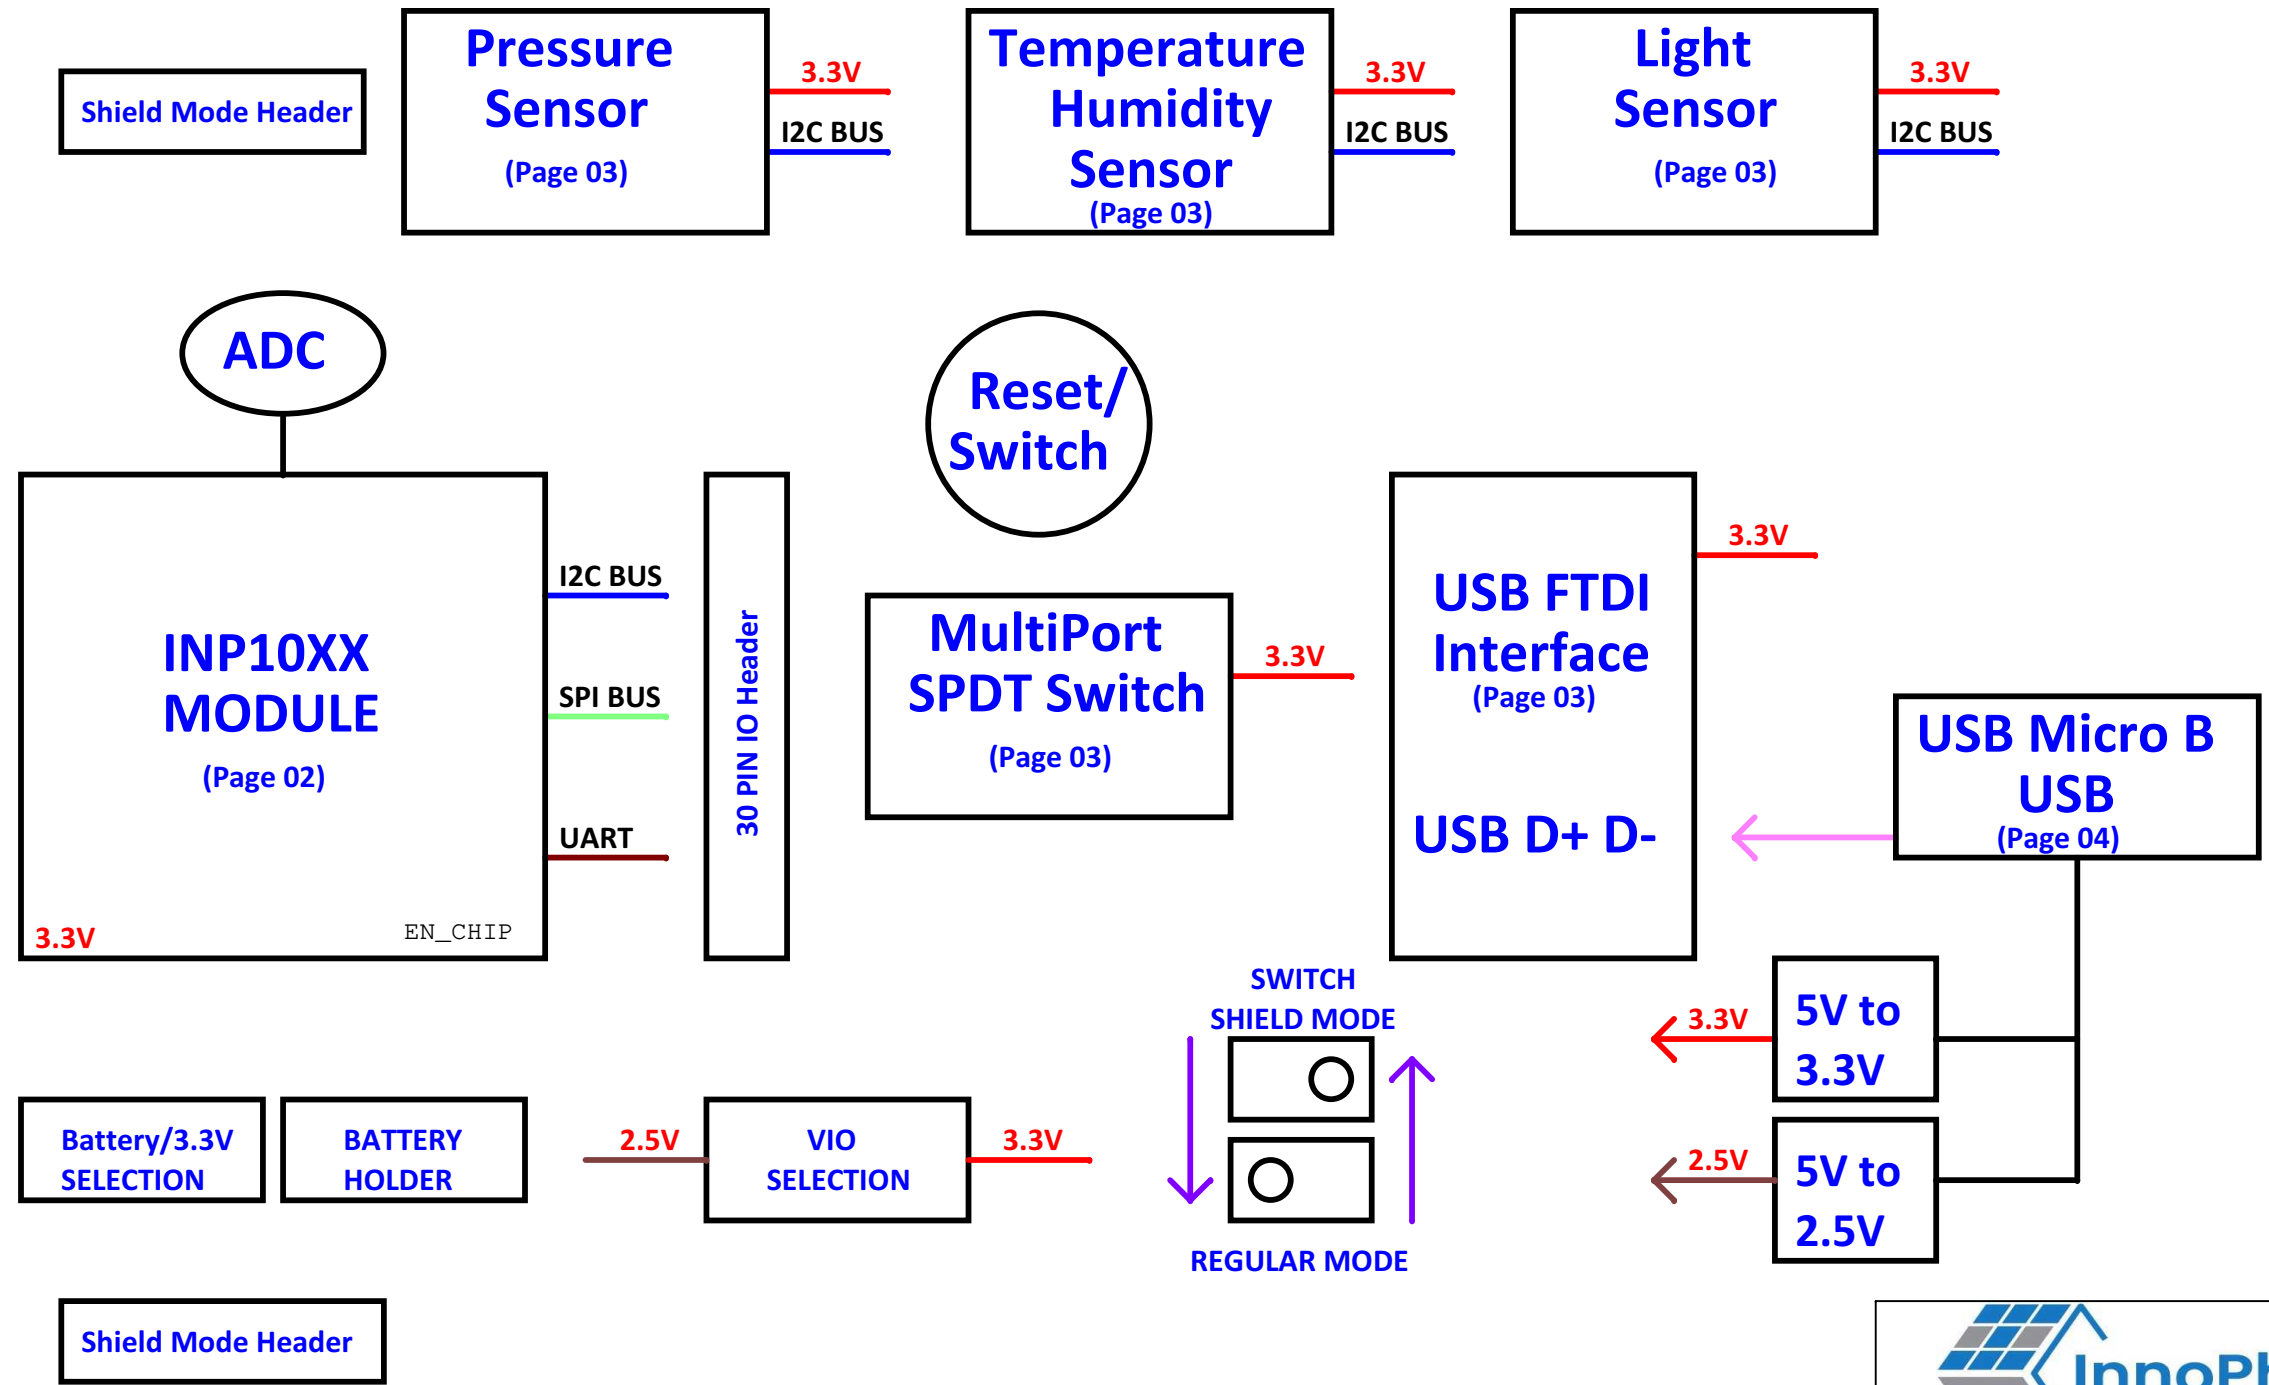 Shield Mode Header
Pressure
Sensor
(Page 03)
3.3V
I2C BUS
Temperature
Humidity
Sensor
(Page 03)
3.3V
I2C BUS
Light
Sensor
(Page 03)
3.3V
I2C BUS
ADC
Reset/
Switch
INP10XX
MODULE
(Page 02)
3.3V
EN_CHIP
I2C BUS
SPI BUS
UART
30 PIN IO Header
MultiPort
SPDT Switch
(Page 03)
3.3V
USB FTDI
Interface
(Page 03)
USB D+ D-
3.3V
USB Micro B
USB
(Page 04)
5V to
3.3V
3.3V
5V to
2.5V
2.5V
SWITCH
SHIELD MODE
REGULAR MODE
Battery/3.3V
SELECTION
BATTERY
HOLDER
2.5V
VIO
SELECTION
3.3V
Shield Mode Header